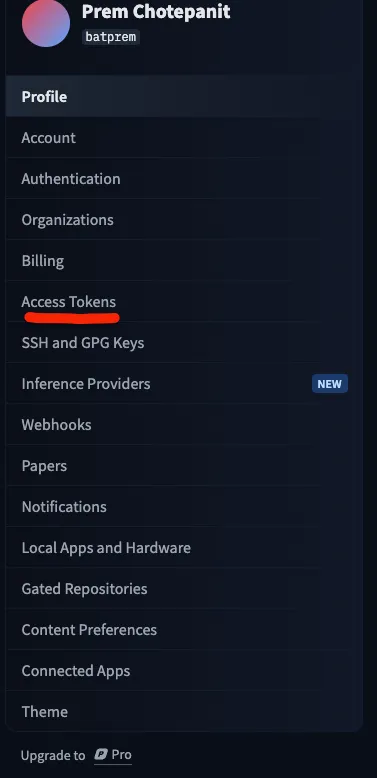 Prem Chotepanit
batprem
Profile
Account
Authentication
Organizations
Billing
Access Tokens
SSH and GPG Keys
Inference Providers NEW
Webhooks
Papers
Notifications
Local Apps and Hardware
Gated Repositories
Content Preferences
Connected Apps
Theme
Upgrade to Pro